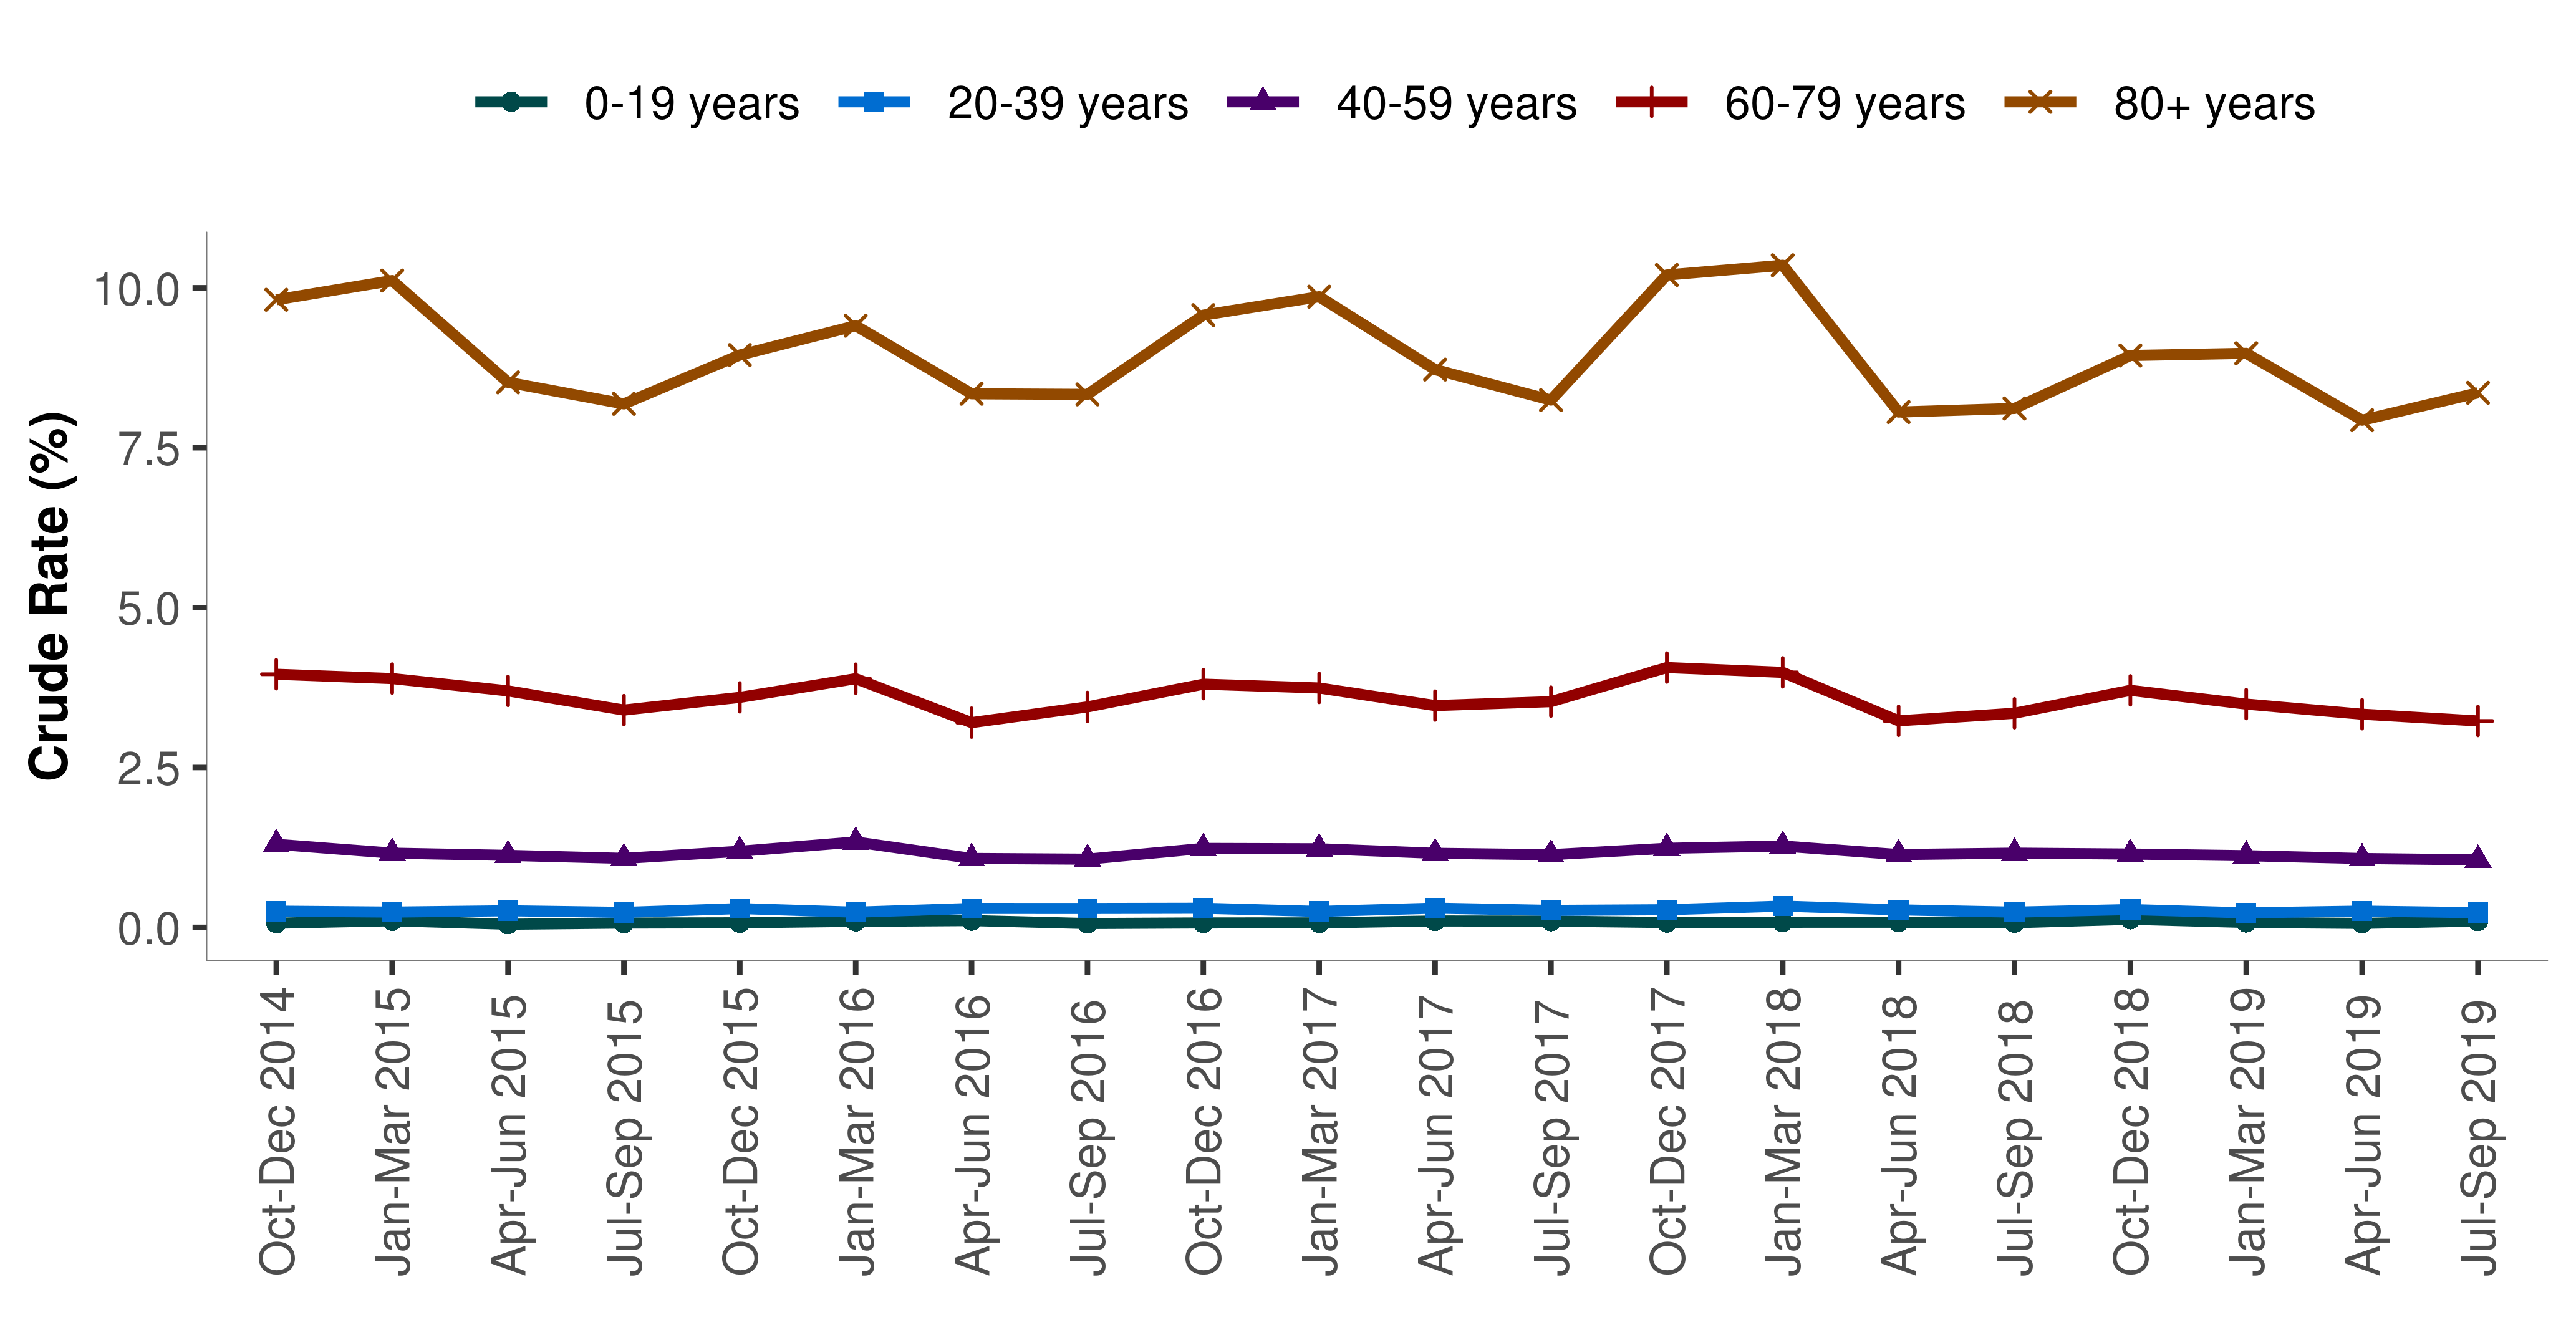 0-19 years 20-39 years 40-59 years 60-79 years 80+ years
Crude Rate (%)
10.0
7.5
5.0
2.5
0.0
Oct-Dec 2014
Jan-Mar 2015
Apr-Jun 2015
Jul-Sep 2015
Oct-Dec 2015
Jan-Mar 2016
Apr-Jun 2016
Jul-Sep 2016
Oct-Dec 2016
Jan-Mar 2017
Apr-Jun 2017
Jul-Sep 2017
Oct-Dec 2017
Jan-Mar 2018
Apr-Jun 2018
Jul-Sep 2018
Oct-Dec 2018
Jan-Mar 2019
Apr-Jun 2019
Jul-Sep 2019